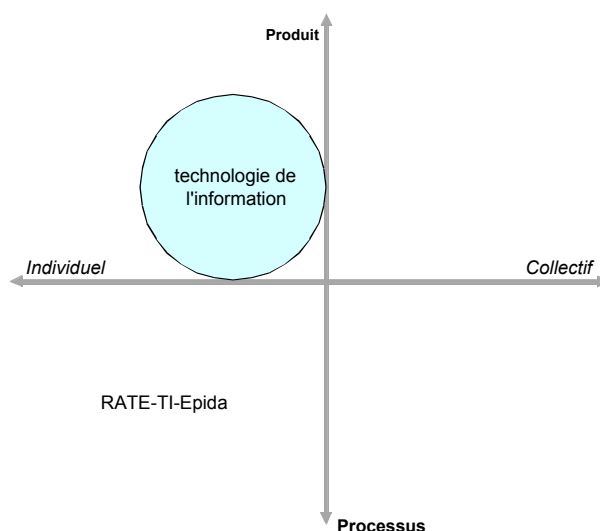 Produit
technologie de
l'information
Individuel
Collectif
RATE-TI-Epida
Processus